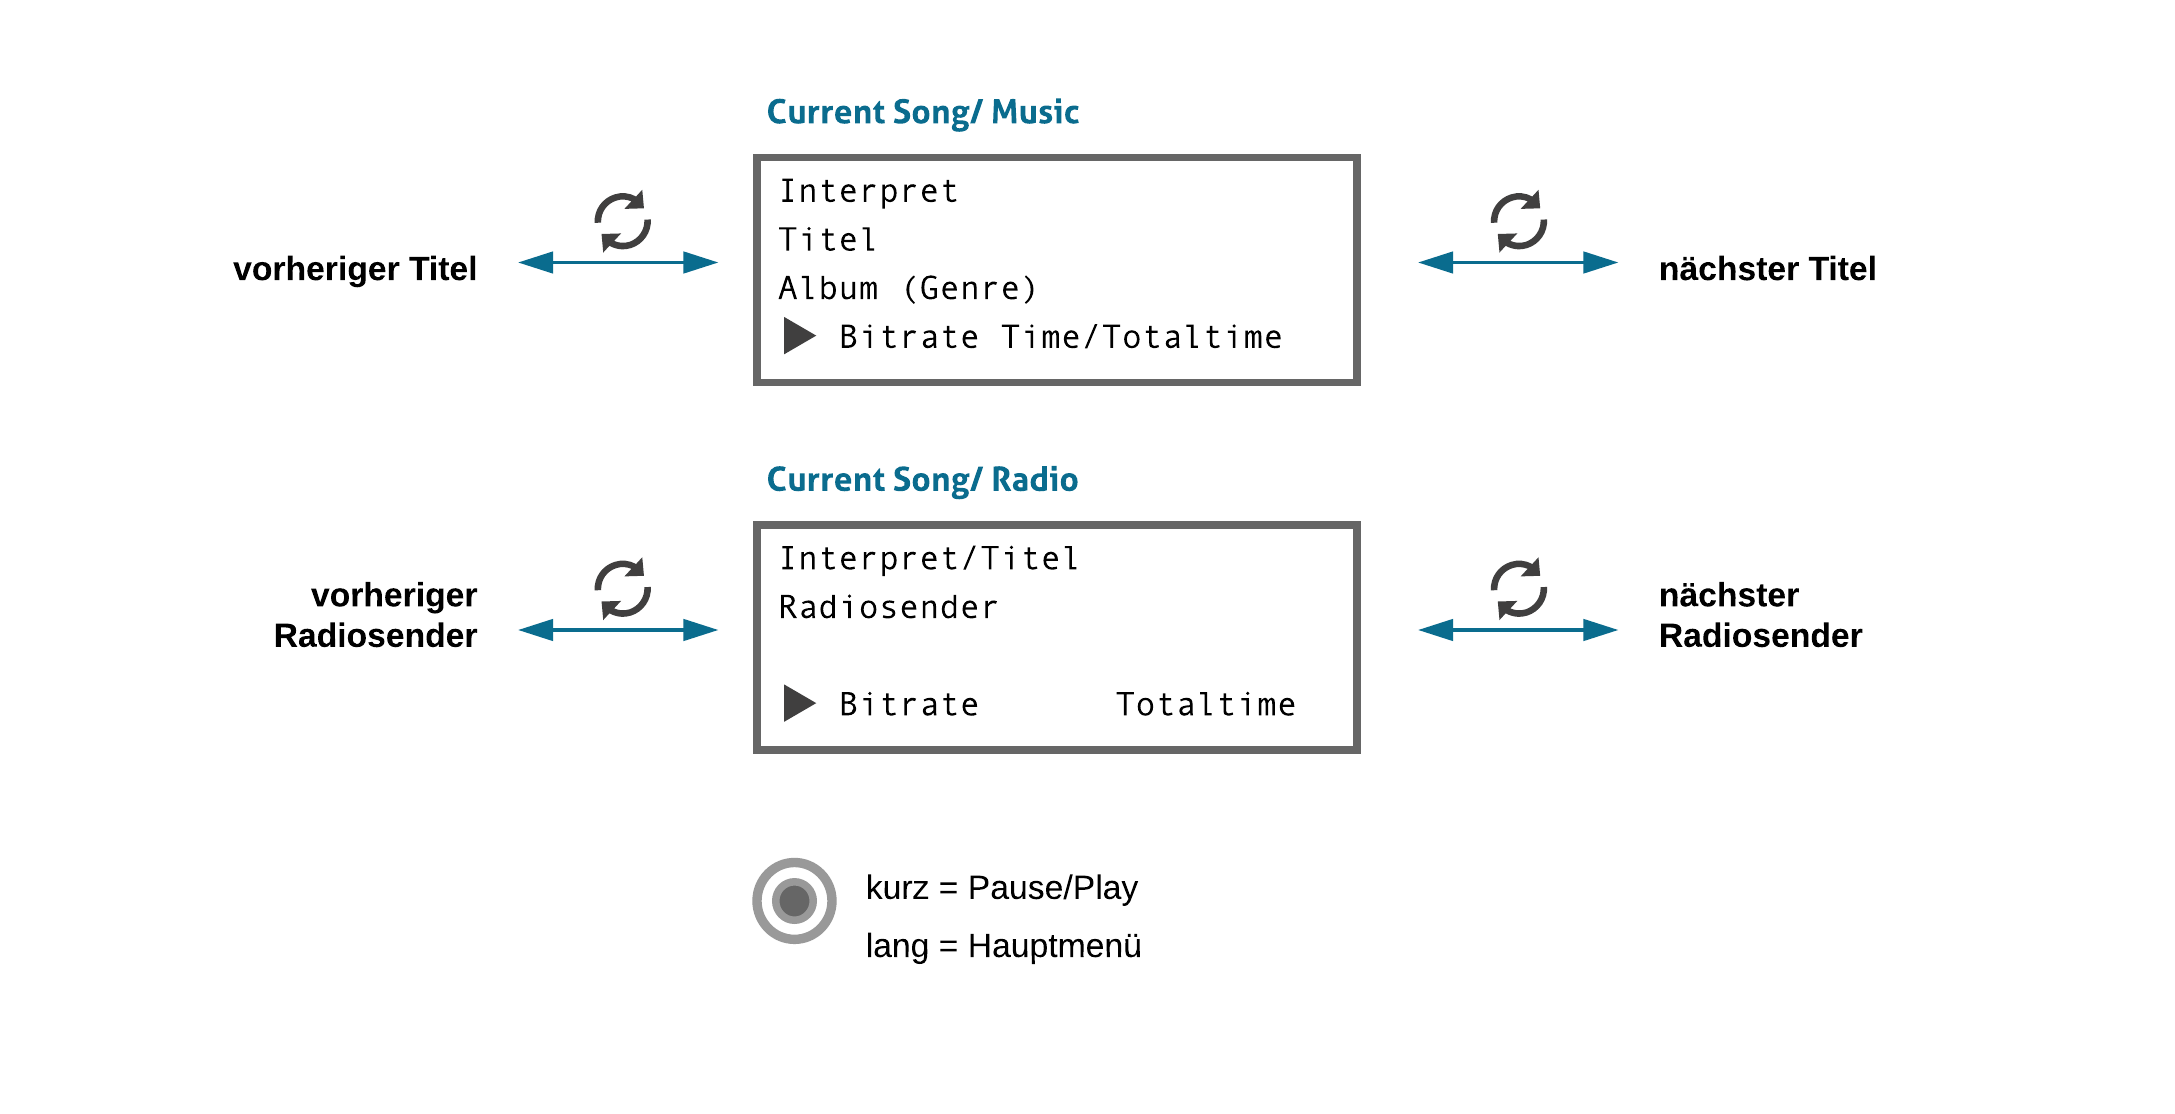 Current Song/ Music
Interpret
Titel
Album (Genre)
Bitrate Time/Totaltime
vorheriger Titel
nächster Titel
Current Song/ Radio
Interpret/Titel
Radiosender
Bitrate Totaltime
vorheriger
Radiosender
nächster
Radiosender
kurz = Pause/Play
lang = Hauptmenü